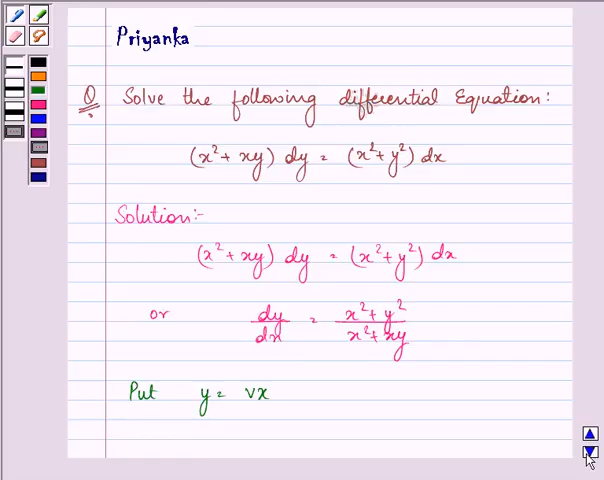 Priyanka
Q Solve the following differential Equation:
(x² + xy) dy = (x² + y²) dx
Solution:-
(x² + xy) dy = (x² + y²) dx
or dy/dx = x² + y² / x² + xy
Put y = vx